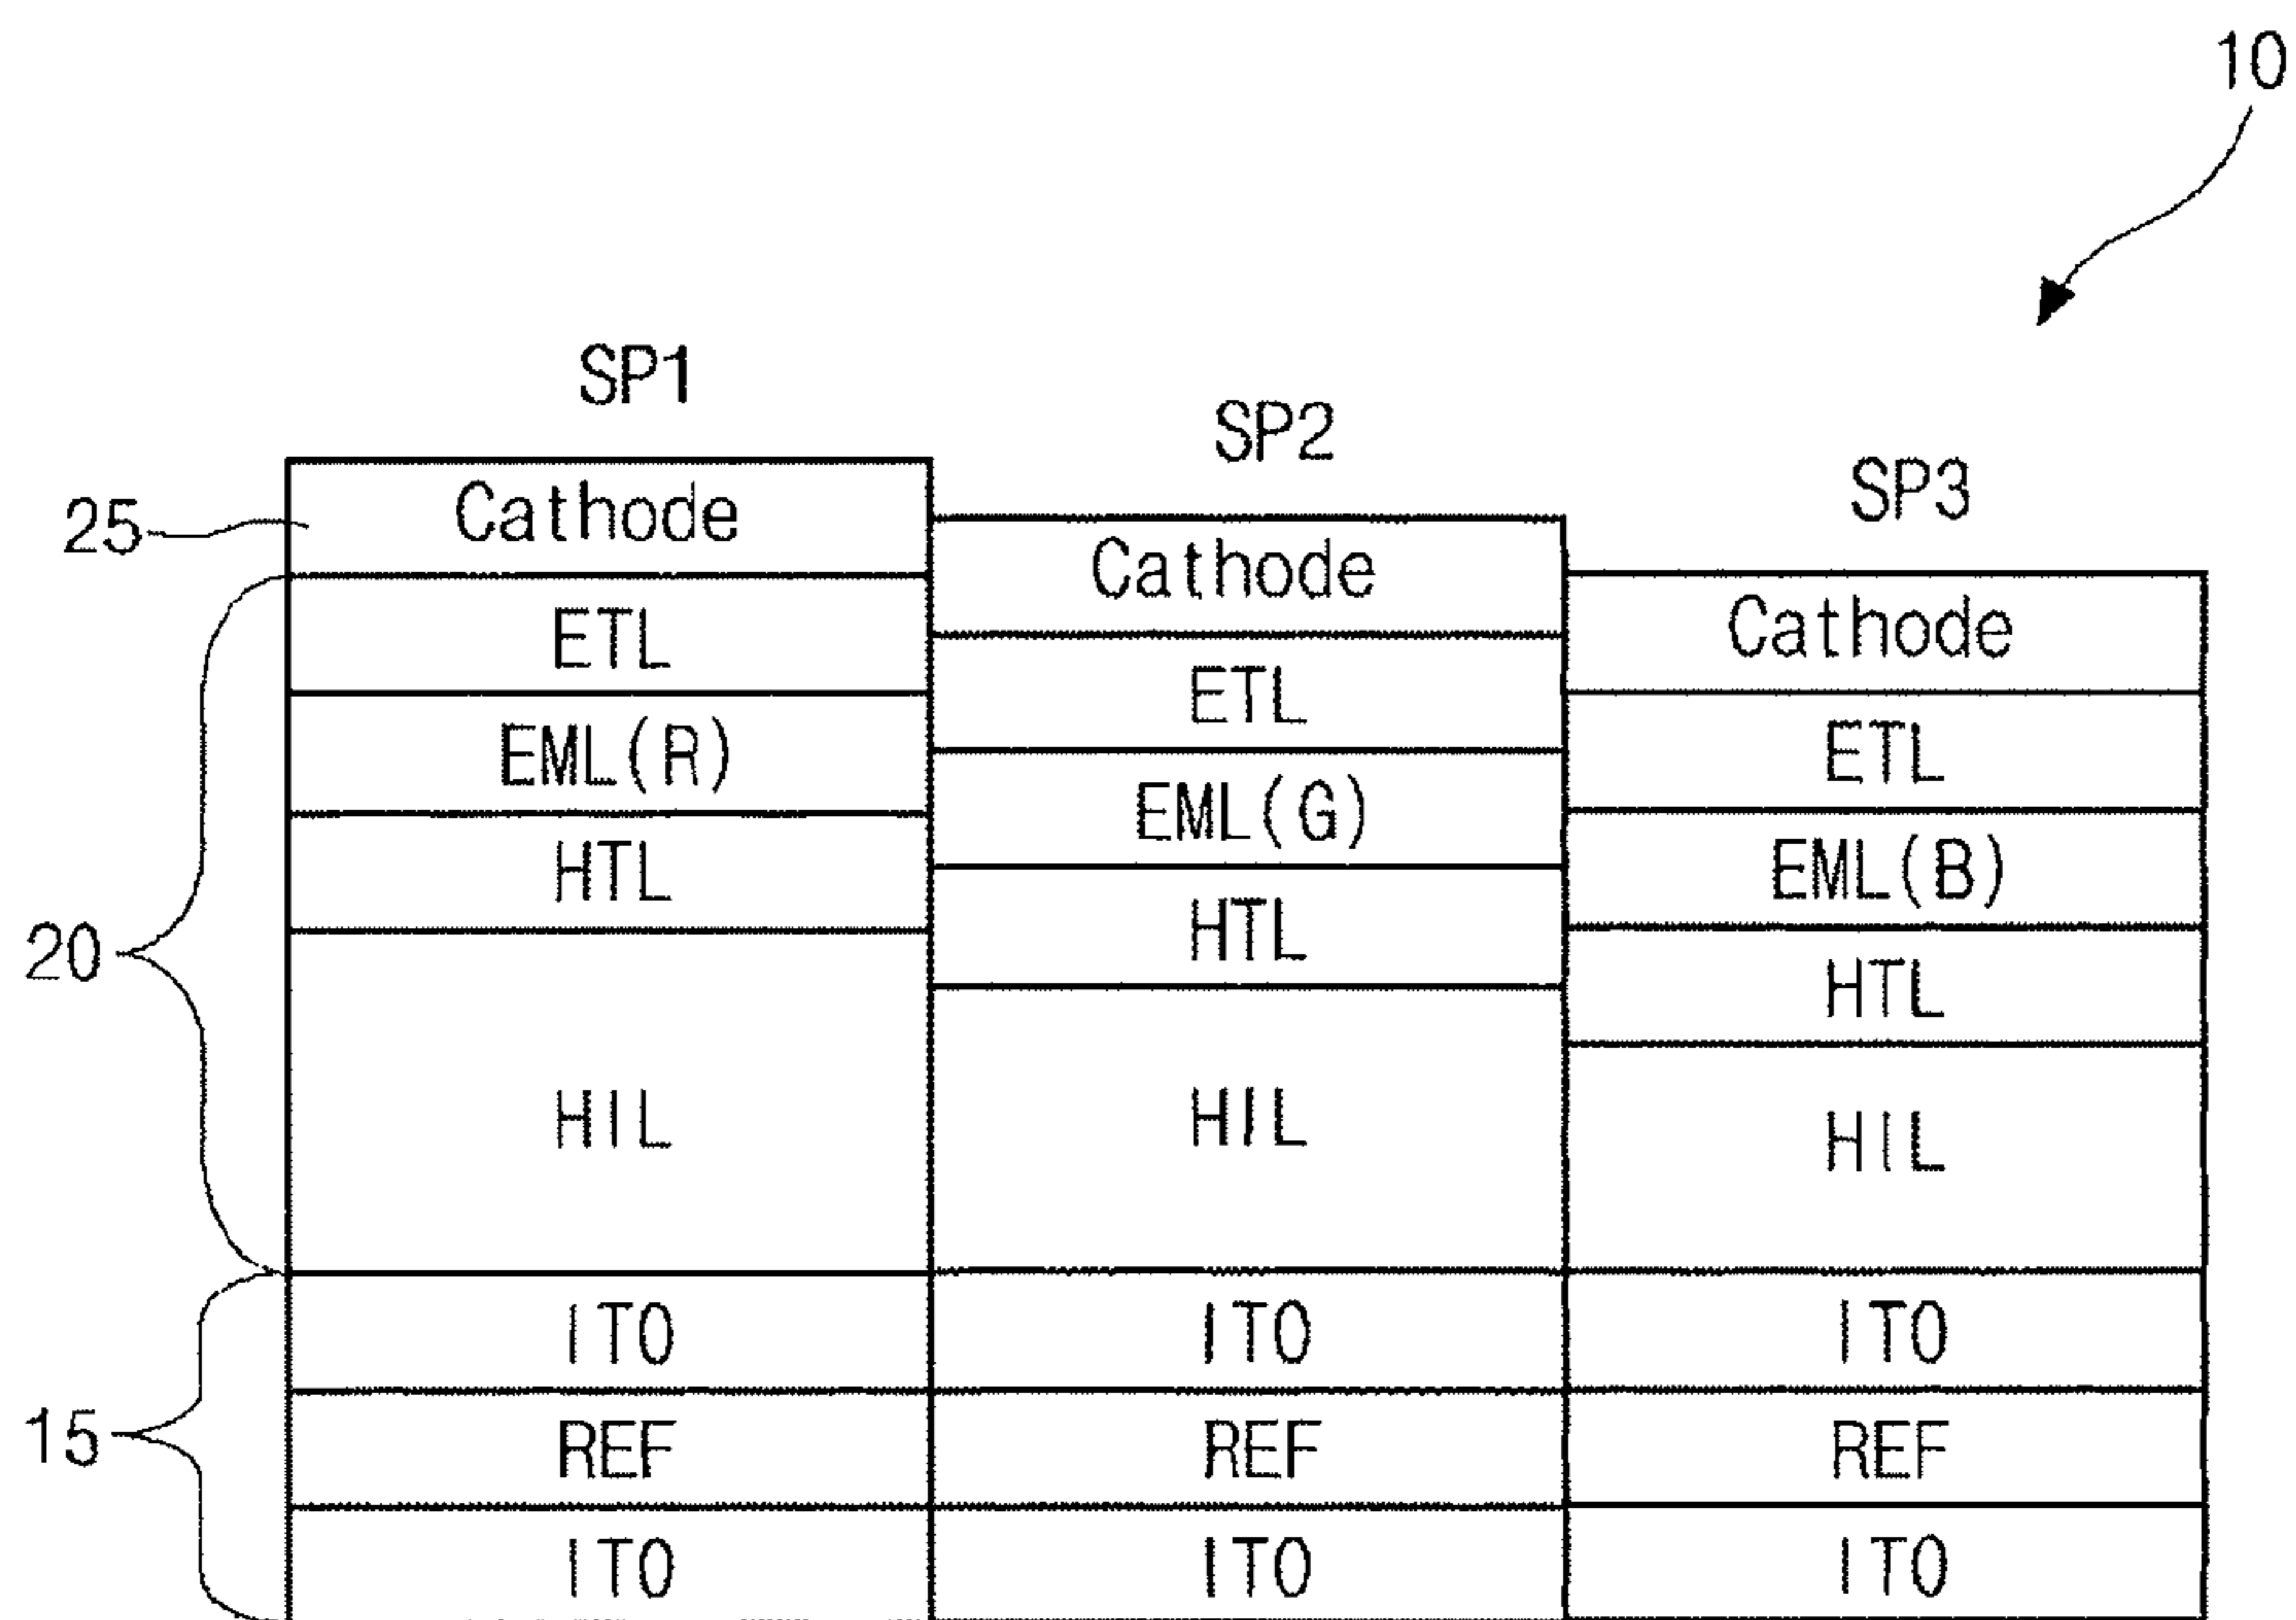 10
SP1
SP2
SP3
25
Cathode
Cathode
Cathode
ETL
ETL
ETL
EML(R)
EML(G)
EML(B)
HTL
HTL
HTL
20
HIL
HIL
HIL
ITO
ITO
ITO
15
REF
REF
REF
ITO
ITO
ITO